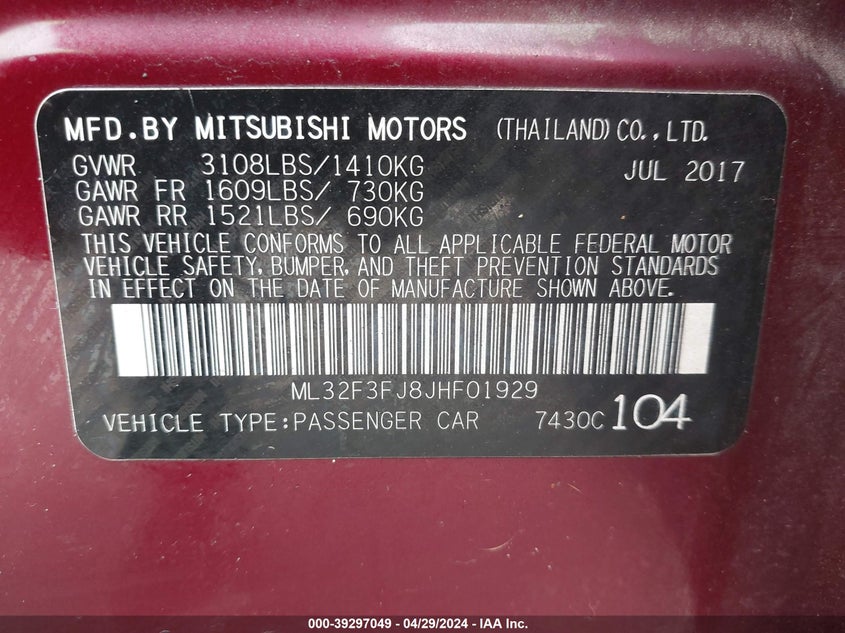 MFD.BY MITSUBISHI MOTORS (THAILAND) CO., LTD.
GVWR 3108LBS/1410KG JUL 2017
GAWR FR 1609LBS/ 730KG
GAWR RR 1521LBS/ 690KG
THIS VEHICLE CONFORMS TO ALL APPLICABLE FEDERAL MOTOR
VEHICLE SAFETY, BUMPER, AND THEFT PREVENTION STANDARDS
IN EFFECT ON THE DATE OF MANUFACTURE SHOWN ABOVE.
ML32F3FJ8JHF01929
VEHICLE TYPE:PASSENGER CAR 7430C 104
000-39297049 - 04/29/2024 - IAA Inc.